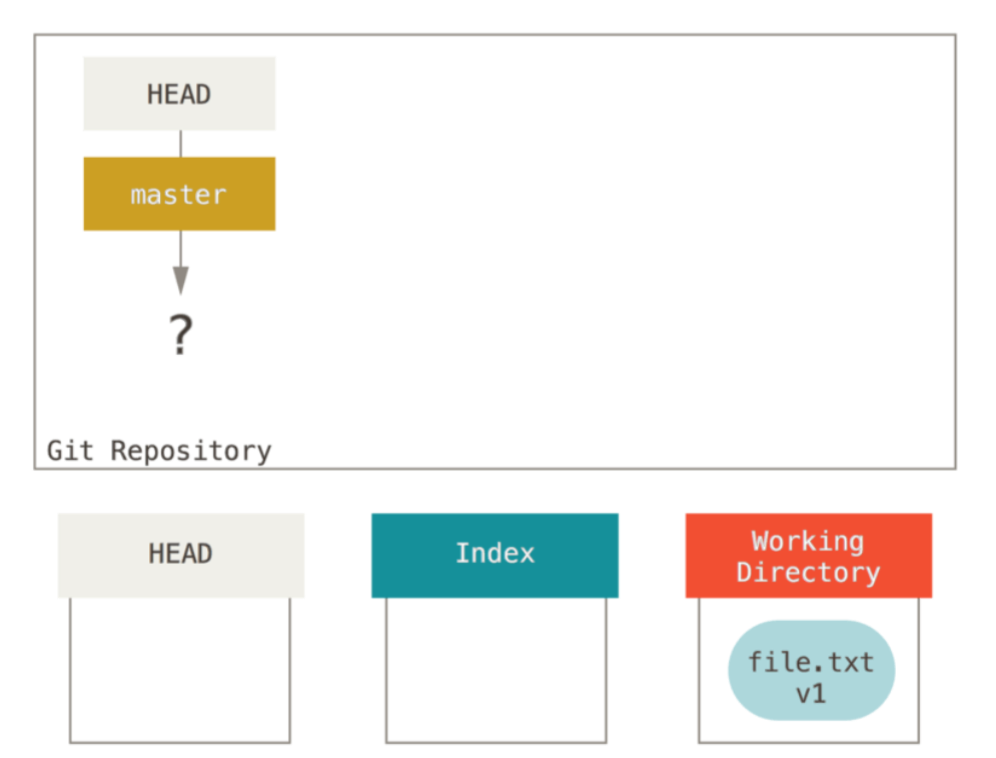 HEAD
master
?
Git Repository
HEAD
Index
Working
Directory
file.txt
v1